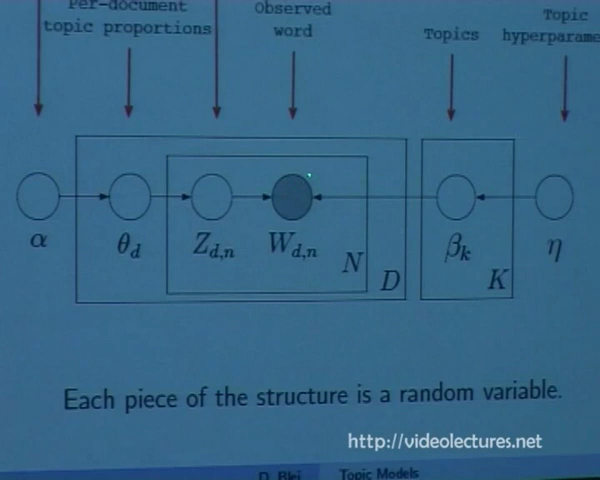 Per-document
topic proportions
Observed
word
Topics
Topic
α
θd
Zd,n
Wd,n
N
D
βk
K
η
Each piece of the structure is a random variable.
http://videolectures.net
D. Blei Topic Models